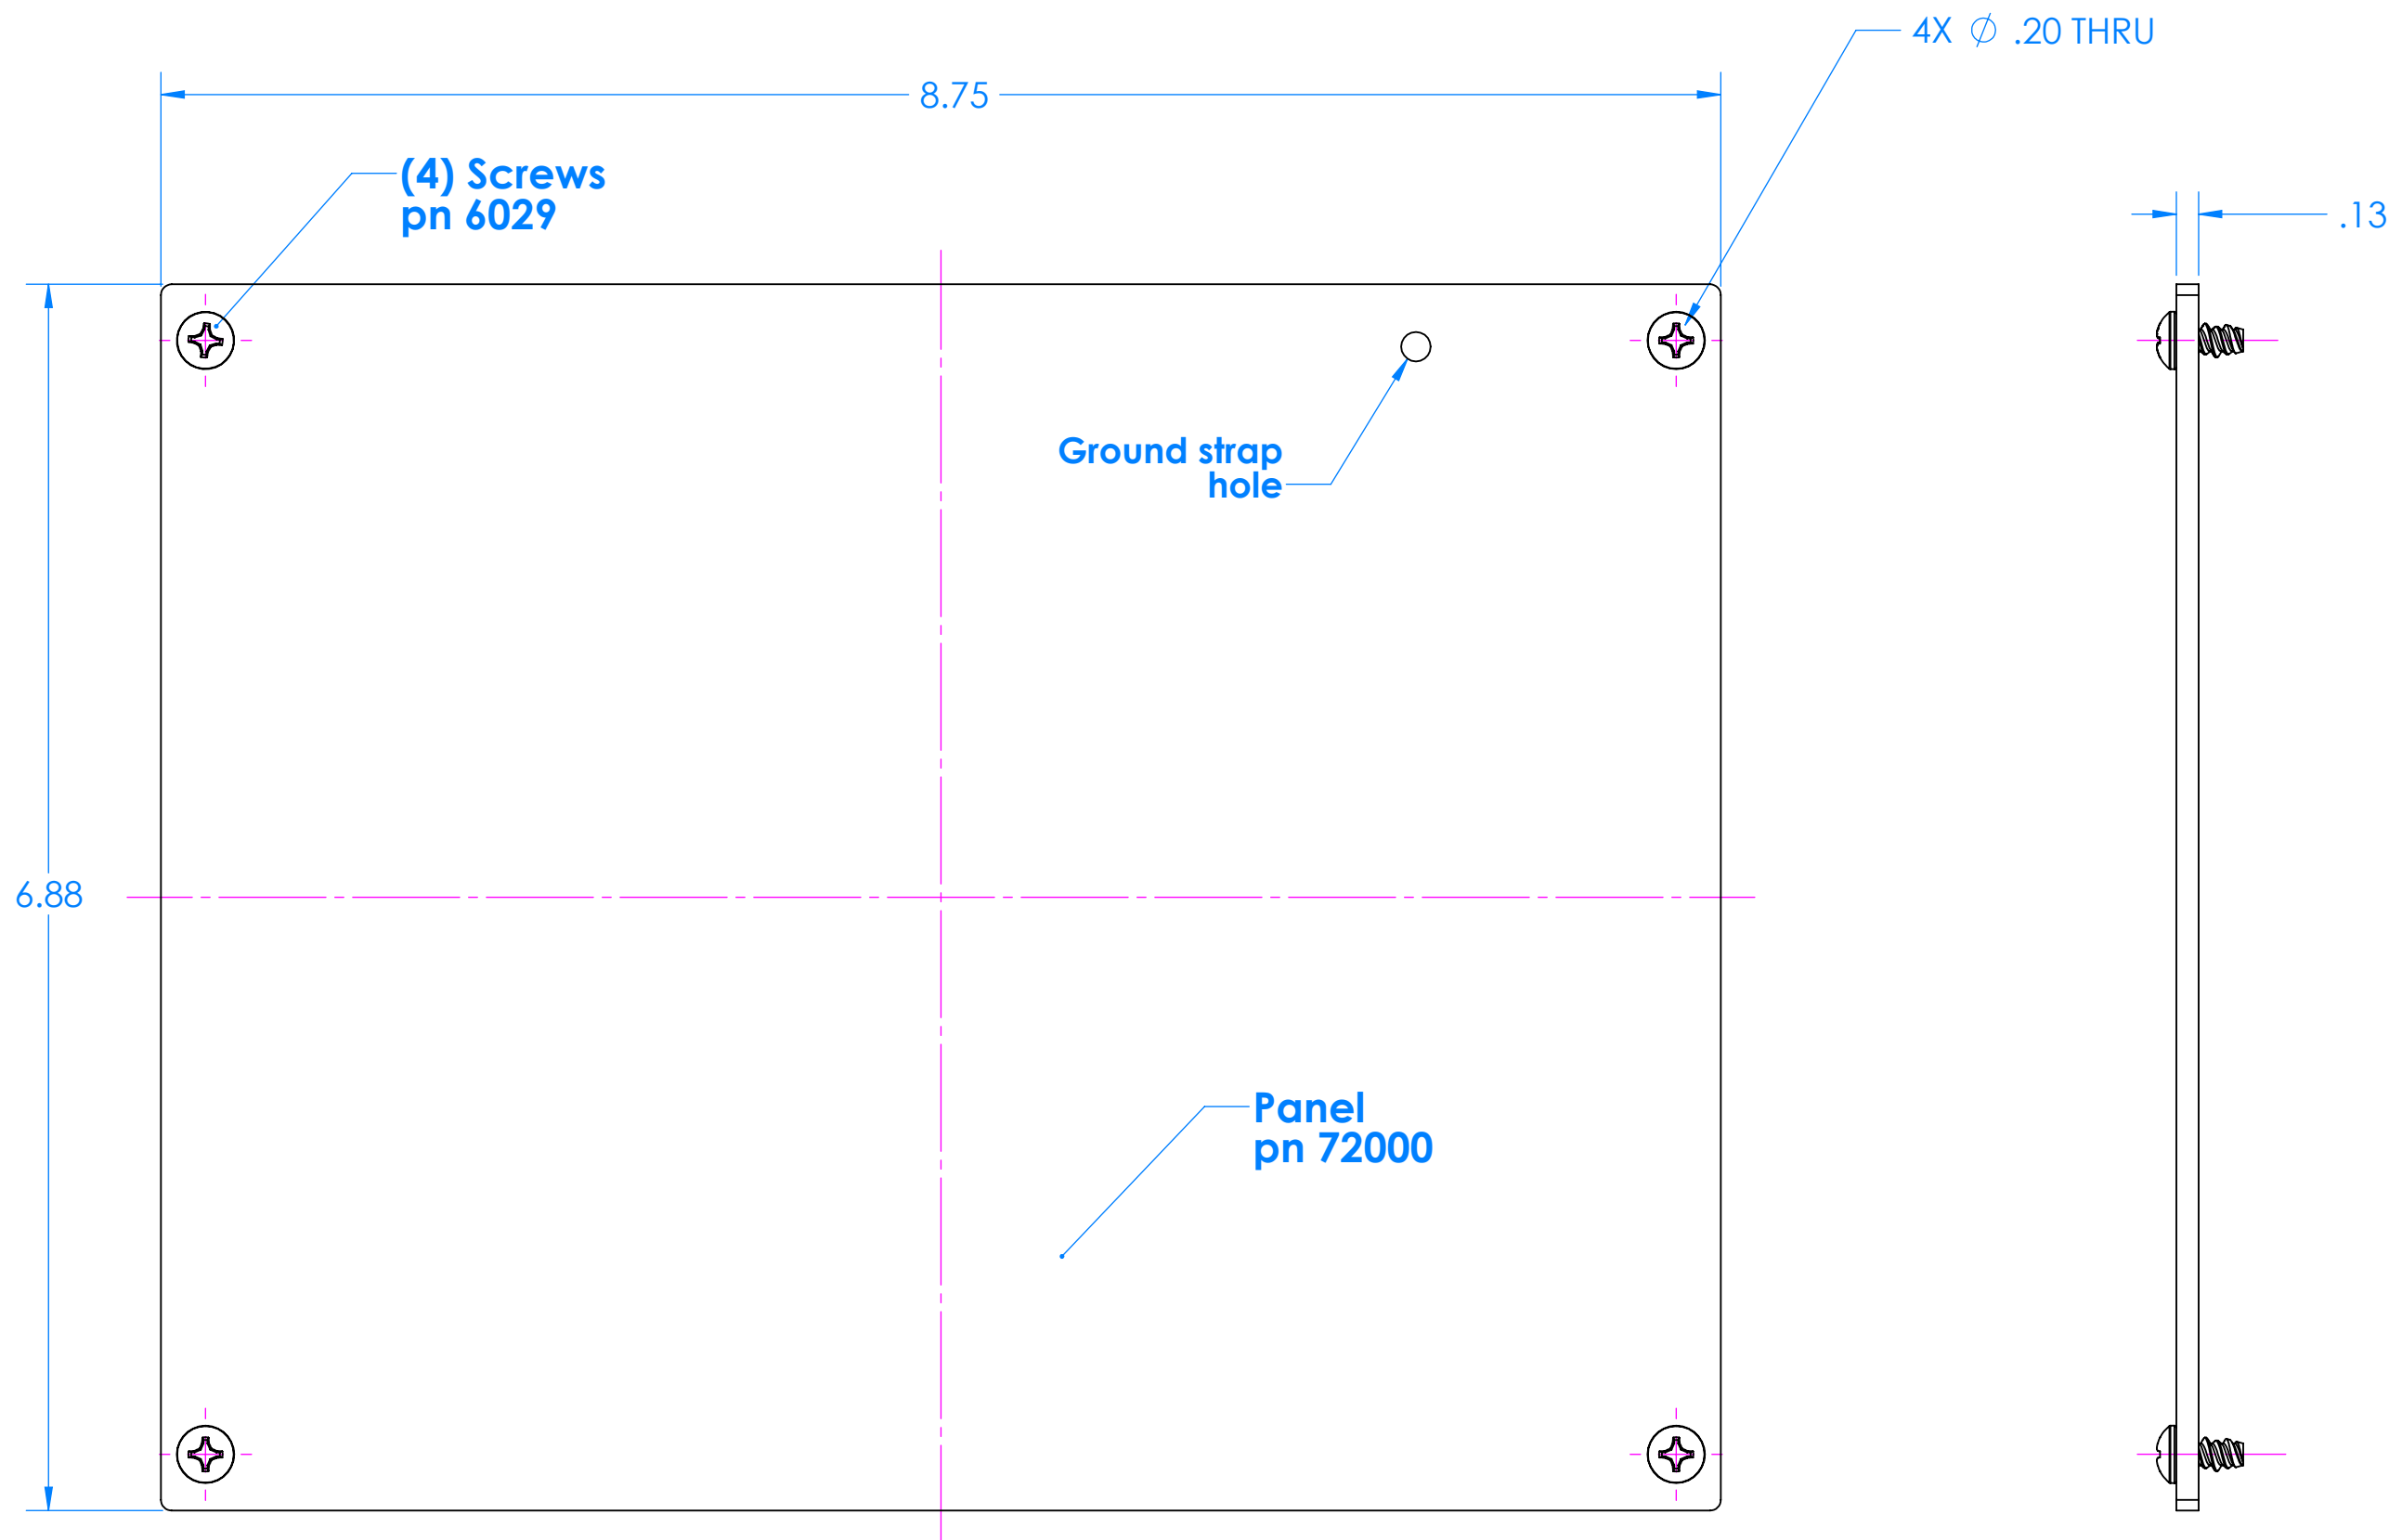 4X ⌀ .20 THRU
8.75
(4) Screws
pn 6029
.13
Ground strap
hole
6.88
Panel
pn 72000